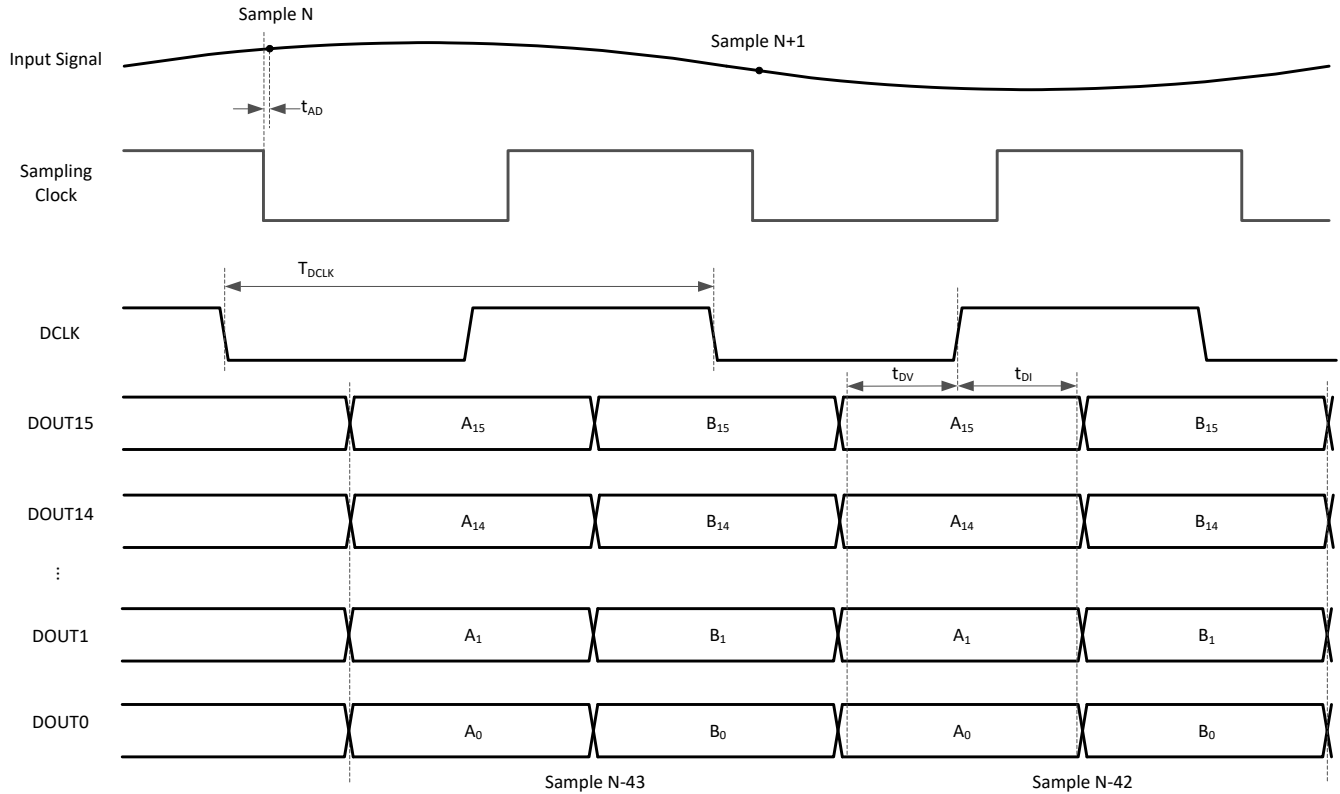 Sample N
Sample N+1
Input Signal
tAD
Sampling
Clock
TDCLK
DCLK
tDV
tDI
DOUT15
A15
B15
A15
B15
DOUT14
A14
B14
A14
B14
...
DOUT1
A1
B1
A1
B1
DOUT0
A0
B0
A0
B0
Sample N-43
Sample N-42